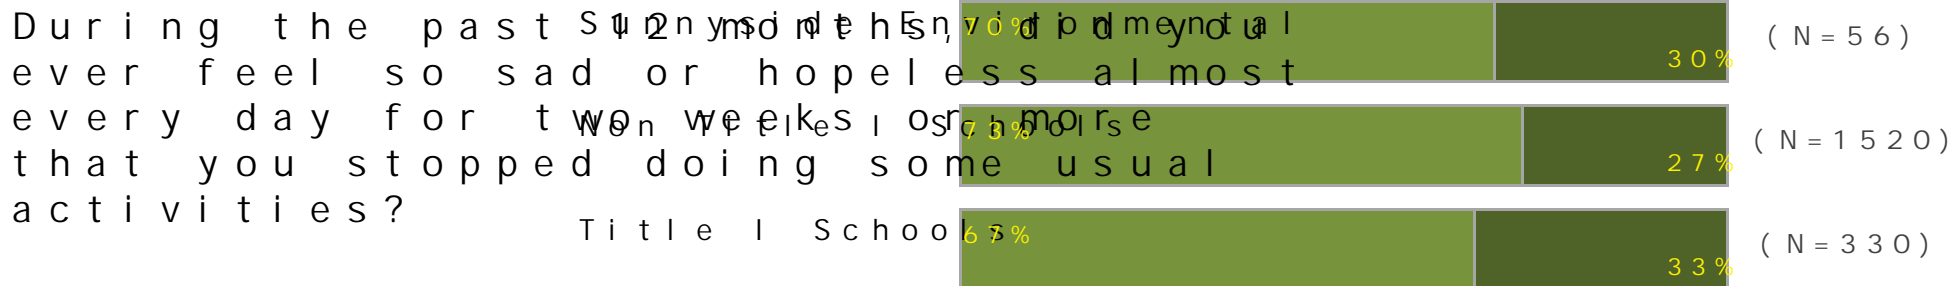 During the past 12 months, did you
ever feel so sad or hopeless almost
every day for two weeks or more
that you stopped doing some usual
activities?
Sunnyside Environmental
70%
30%
(N=56)
Non Title I Schools
73%
27%
(N=1520)
Title I Schools
67%
33%
(N=330)